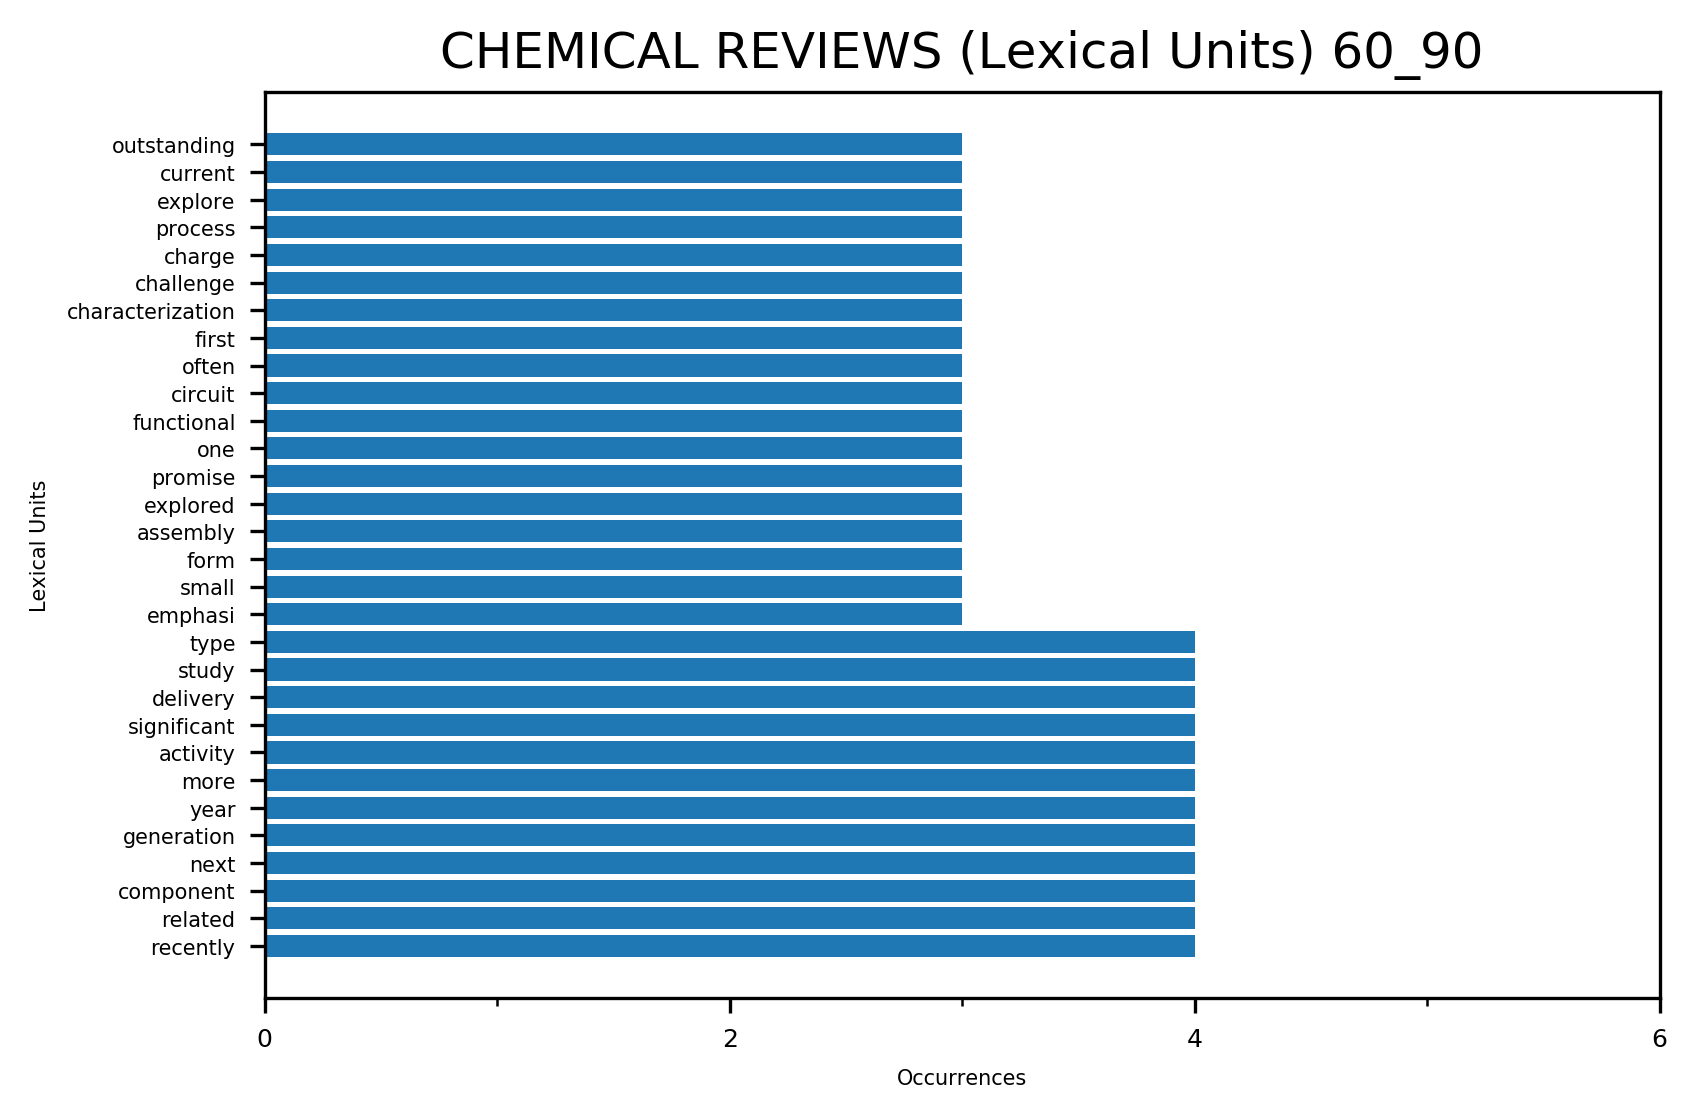 CHEMICAL REVIEWS (Lexical Units) 60_90
Lexical Units
outstanding
current
explore
process
charge
challenge
characterization
first
often
circuit
functional
one
promise
explored
assembly
form
small
emphasi
type
study
delivery
significant
activity
more
year
generation
next
component
related
recently
0 2 4 6
Occurrences